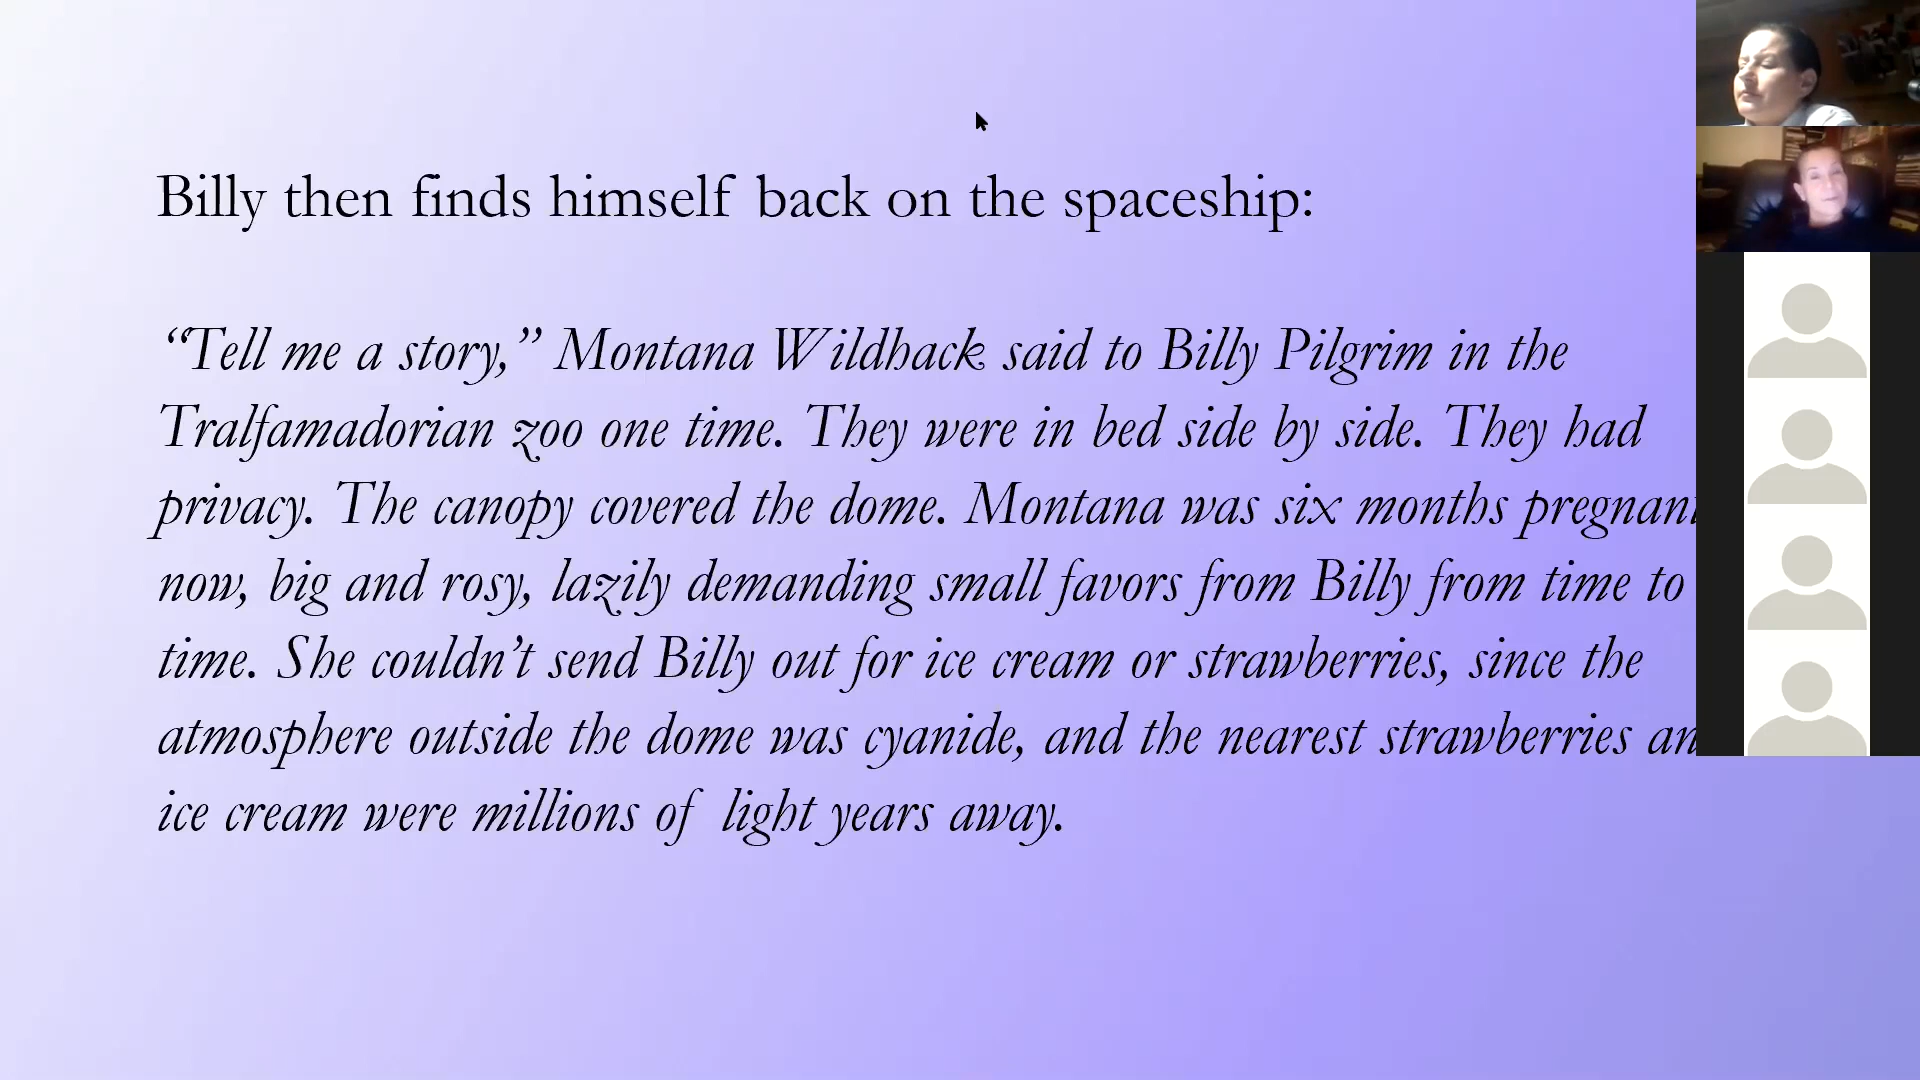 Billy then finds himself back on the spaceship:
“Tell me a story,” Montana Wildhack said to Billy Pilgrim in the
Tralfamadorian zoo one time. They were in bed side by side. They had
privacy. The canopy covered the dome. Montana was six months pregnant
now, big and rosy, lazily demanding small favors from Billy from time to
time. She couldn’t send Billy out for ice cream or strawberries, since the
atmosphere outside the dome was cyanide, and the nearest strawberries an
ice cream were millions of light years away.